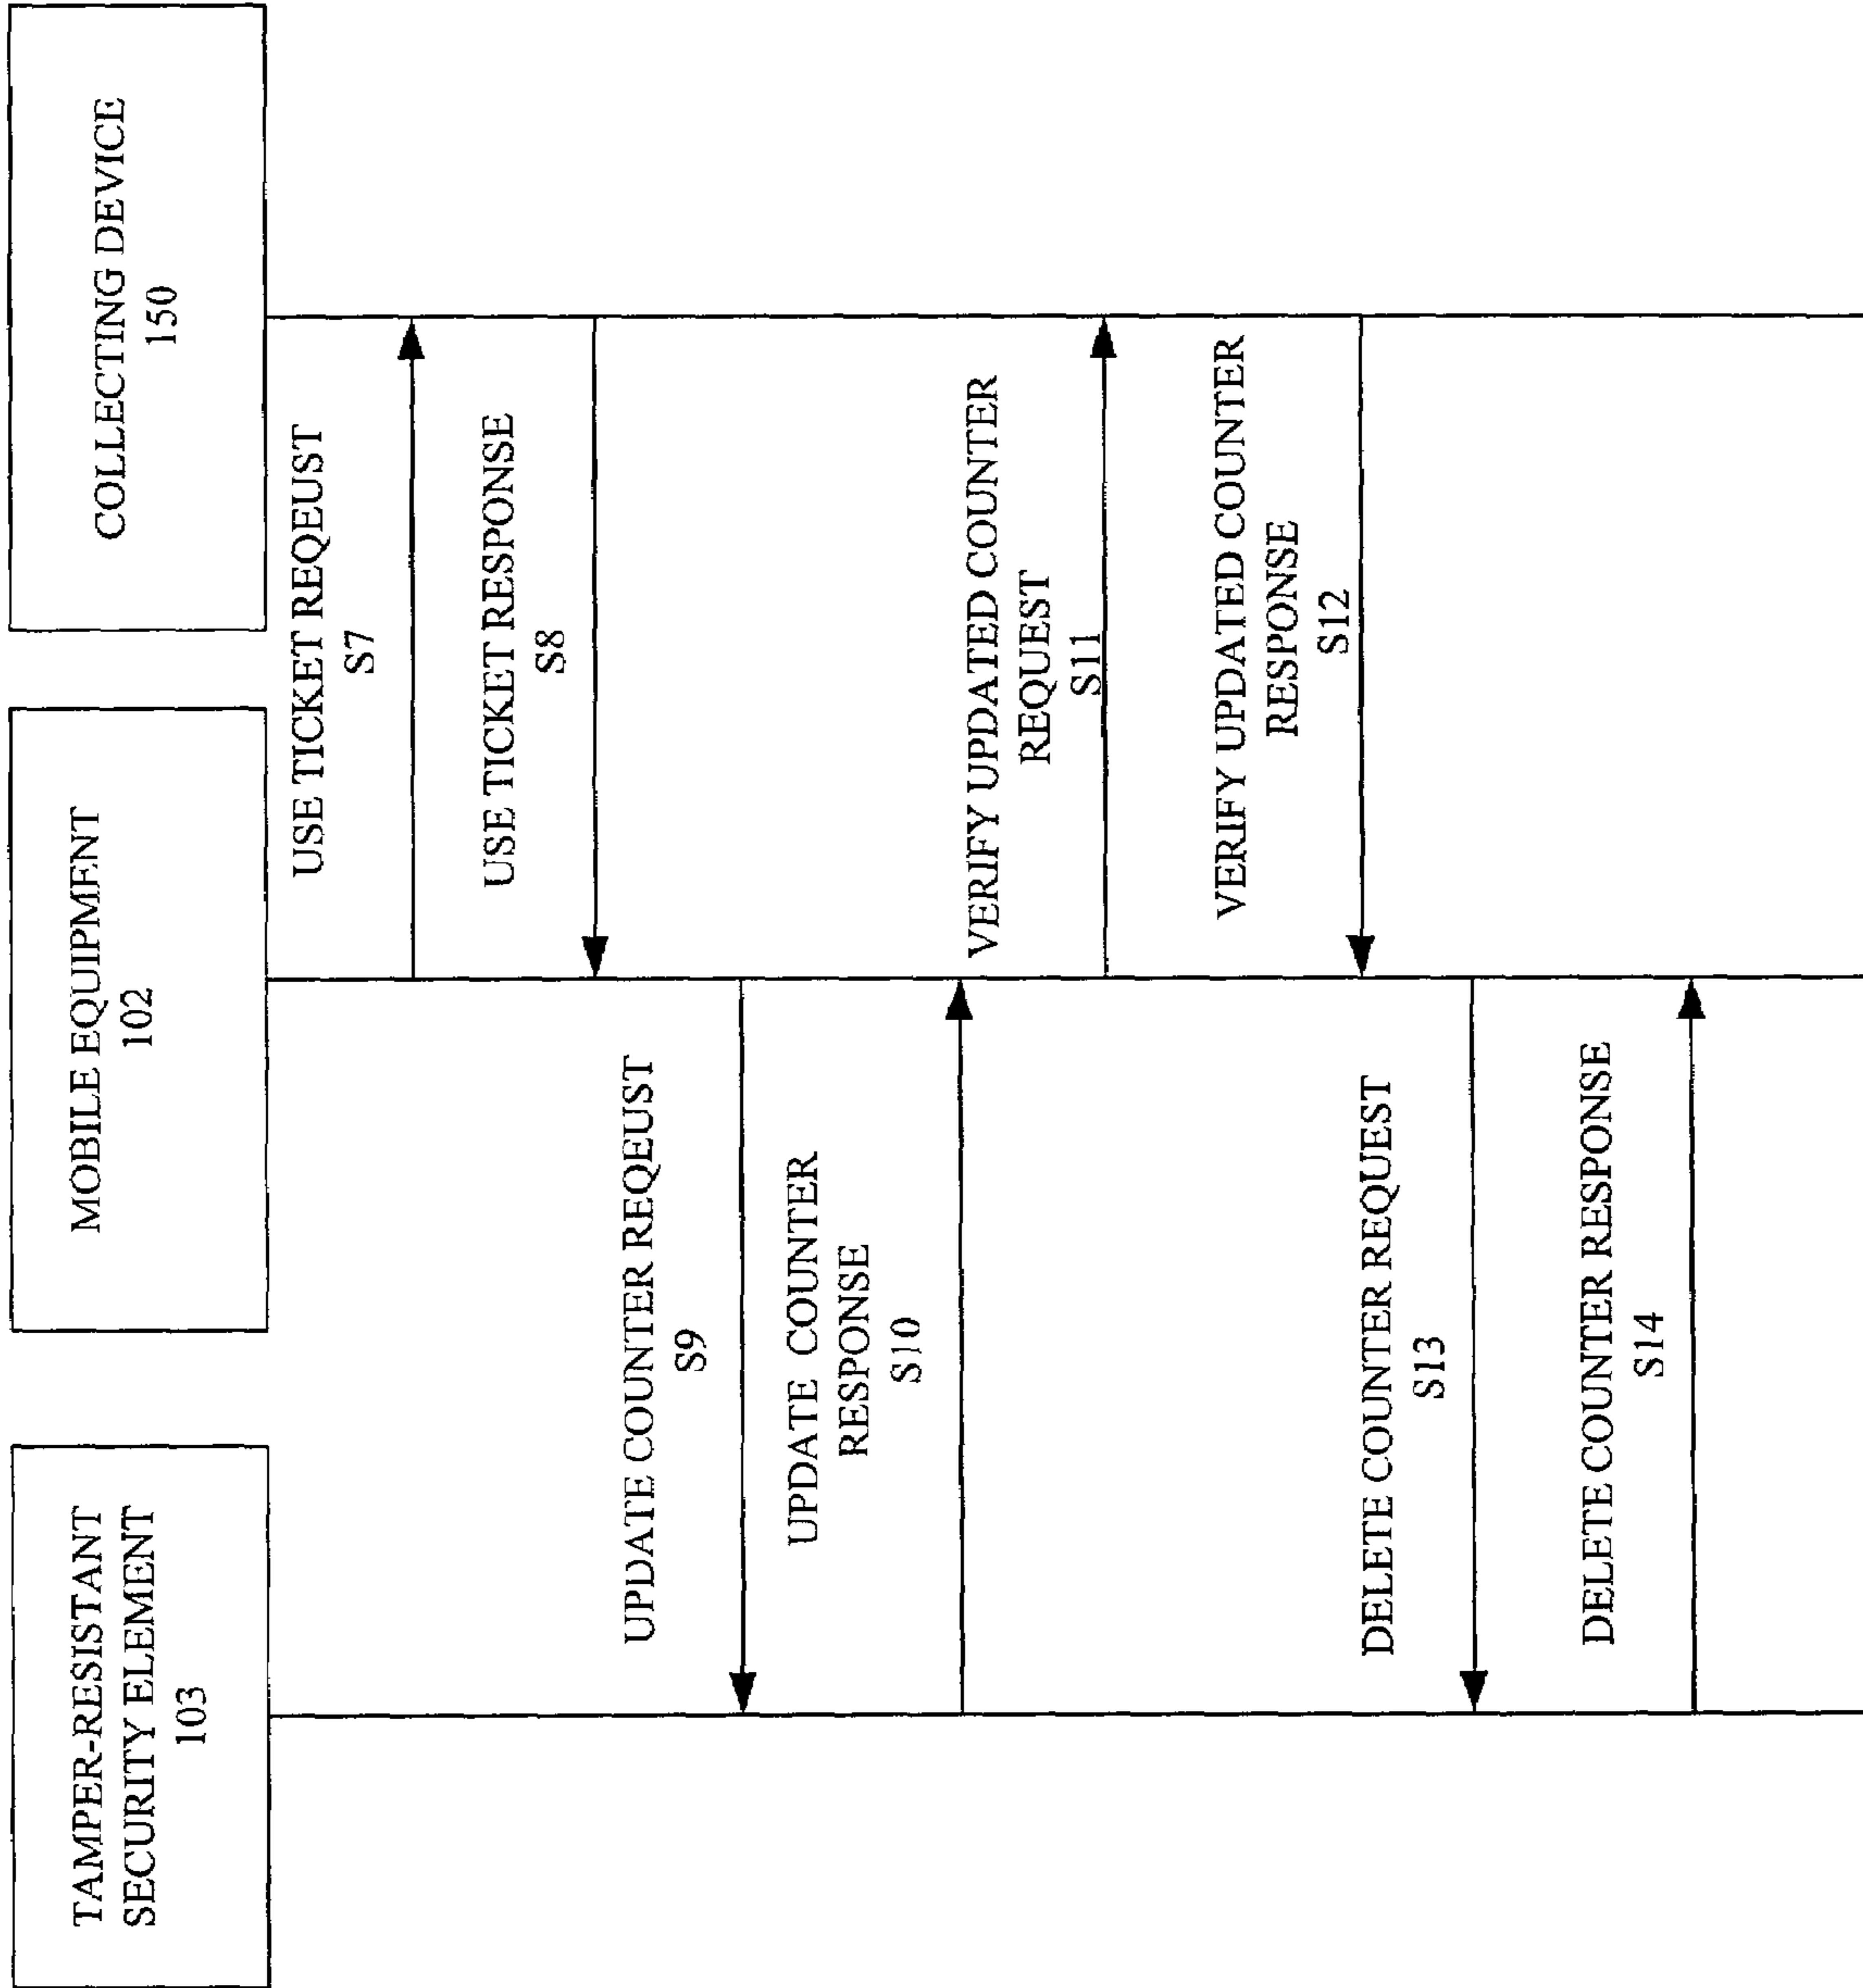 TAMPER-RESISTANT
SECURITY ELEMENT
103
MOBILE EQUIPMENT
102
COLLECTING DEVICE
150
USE TICKET REQEUST
S7
USE TICKET RESPONSE
S8
UPDATE COUNTER REQEUST
S9
UPDATE COUNTER
RESPONSE
S10
VERIFY UPDATED COUNTER
REQUEST
S11
VERIFY UPDATED COUNTER
RESPONSE
S12
DELETE COUNTER REQUEST
S13
DELETE COUNTER RESPONSE
S14